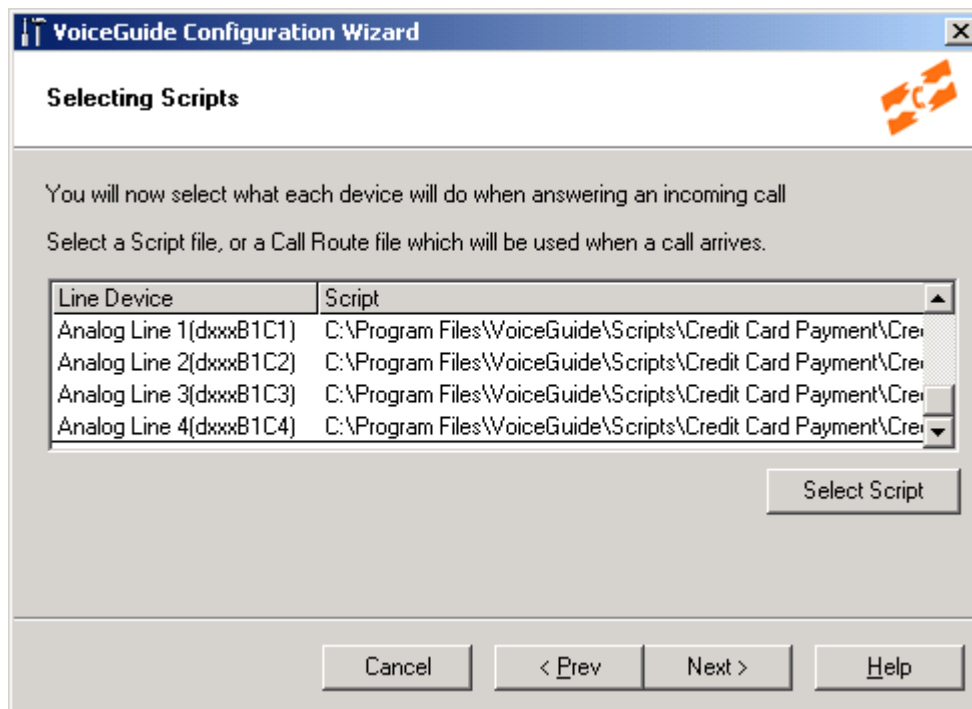 VoiceGuide Configuration Wizard
Selecting Scripts
You will now select what each device will do when answering an incoming call
Select a Script file, or a Call Route file which will be used when a call arrives.
Line Device Script
Analog Line 1(dxxxB1C1) C:\Program Files\VoiceGuide\Scripts\Credit Card Payment\Cre
Analog Line 2(dxxxB1C2) C:\Program Files\VoiceGuide\Scripts\Credit Card Payment\Cre
Analog Line 3(dxxxB1C3) C:\Program Files\VoiceGuide\Scripts\Credit Card Payment\Cre
Analog Line 4(dxxxB1C4) C:\Program Files\VoiceGuide\Scripts\Credit Card Payment\Cre
Select Script
Cancel < Prev Next > Help